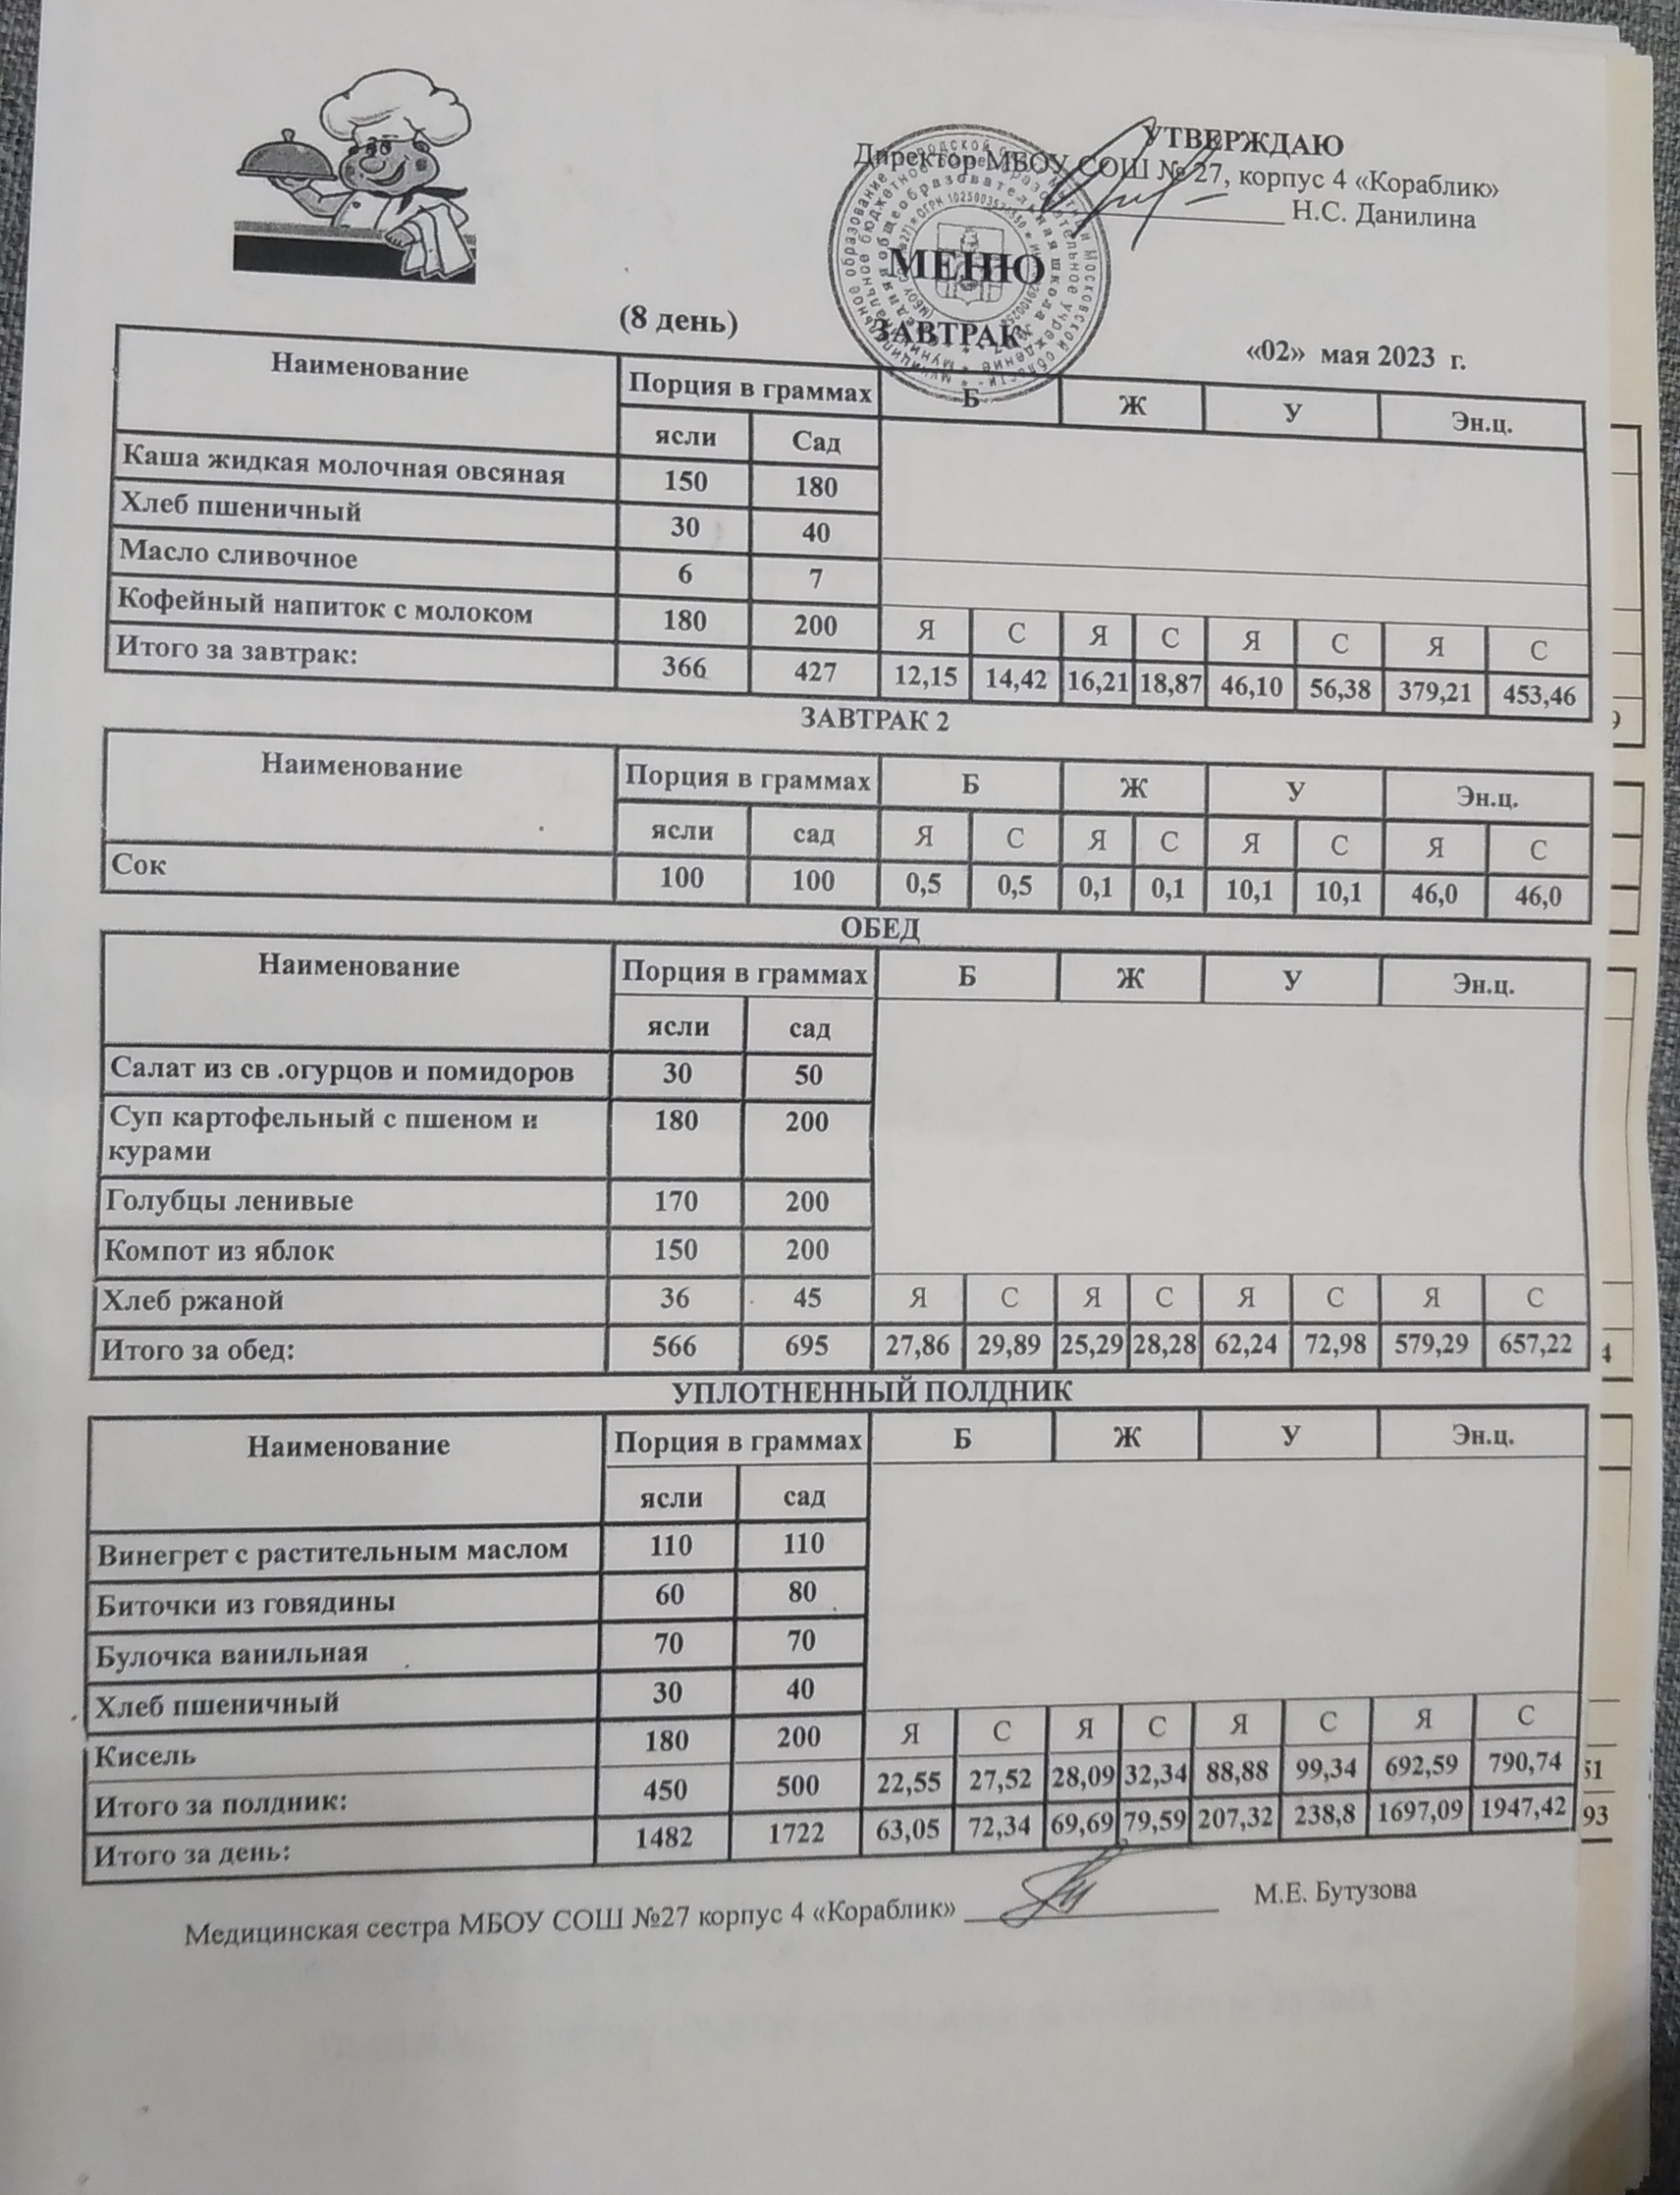 УТВЕРЖДАЮ
Директор МБОУ СОШ № 27, корпус 4 «Кораблик»
Н.С. Данилина
МЕНЮ
(8 день) ЗАВТРАК «02» мая 2023 г.
Наименование Порция в граммах Б Ж У Эн.ц.
ясли Сад
Каша жидкая молочная овсяная 150 180
Хлеб пшеничный 30 40
Масло сливочное 6 7
Кофейный напиток с молоком 180 200 Я С Я С Я С Я С
Итого за завтрак: 366 427 12,15 14,42 16,21 18,87 46,10 56,38 379,21 453,46
ЗАВТРАК 2
Наименование Порция в граммах Б Ж У Эн.ц.
ясли сад Я С Я С Я С Я С
Сок 100 100 0,5 0,5 0,1 0,1 10,1 10,1 46,0 46,0
ОБЕД
Наименование Порция в граммах Б Ж У Эн.ц.
ясли сад
Салат из св .огурцов и помидоров 30 50
Суп картофельный с пшеном и 180 200
курами
Голубцы ленивые 170 200
Компот из яблок 150 200
Хлеб ржаной 36 45 Я С Я С Я С Я С
Итого за обед: 566 695 27,86 29,89 25,29 28,28 62,24 72,98 579,29 657,22
УПЛОТНЕННЫЙ ПОЛДНИК
Наименование Порция в граммах Б Ж У Эн.ц.
ясли сад
Винегрет с растительным маслом 110 110
Биточки из говядины 60 80
Булочка ванильная 70 70
Хлеб пшеничный 30 40
Кисель 180 200 Я С Я С Я С Я С
Итого за полдник: 450 500 22,55 27,52 28,09 32,34 88,88 99,34 692,59 790,74
Итого за день: 1482 1722 63,05 72,34 69,69 79,59 207,32 238,8 1697,09 1947,42
Медицинская сестра МБОУ СОШ №27 корпус 4 «Кораблик» М.Е. Бутузова